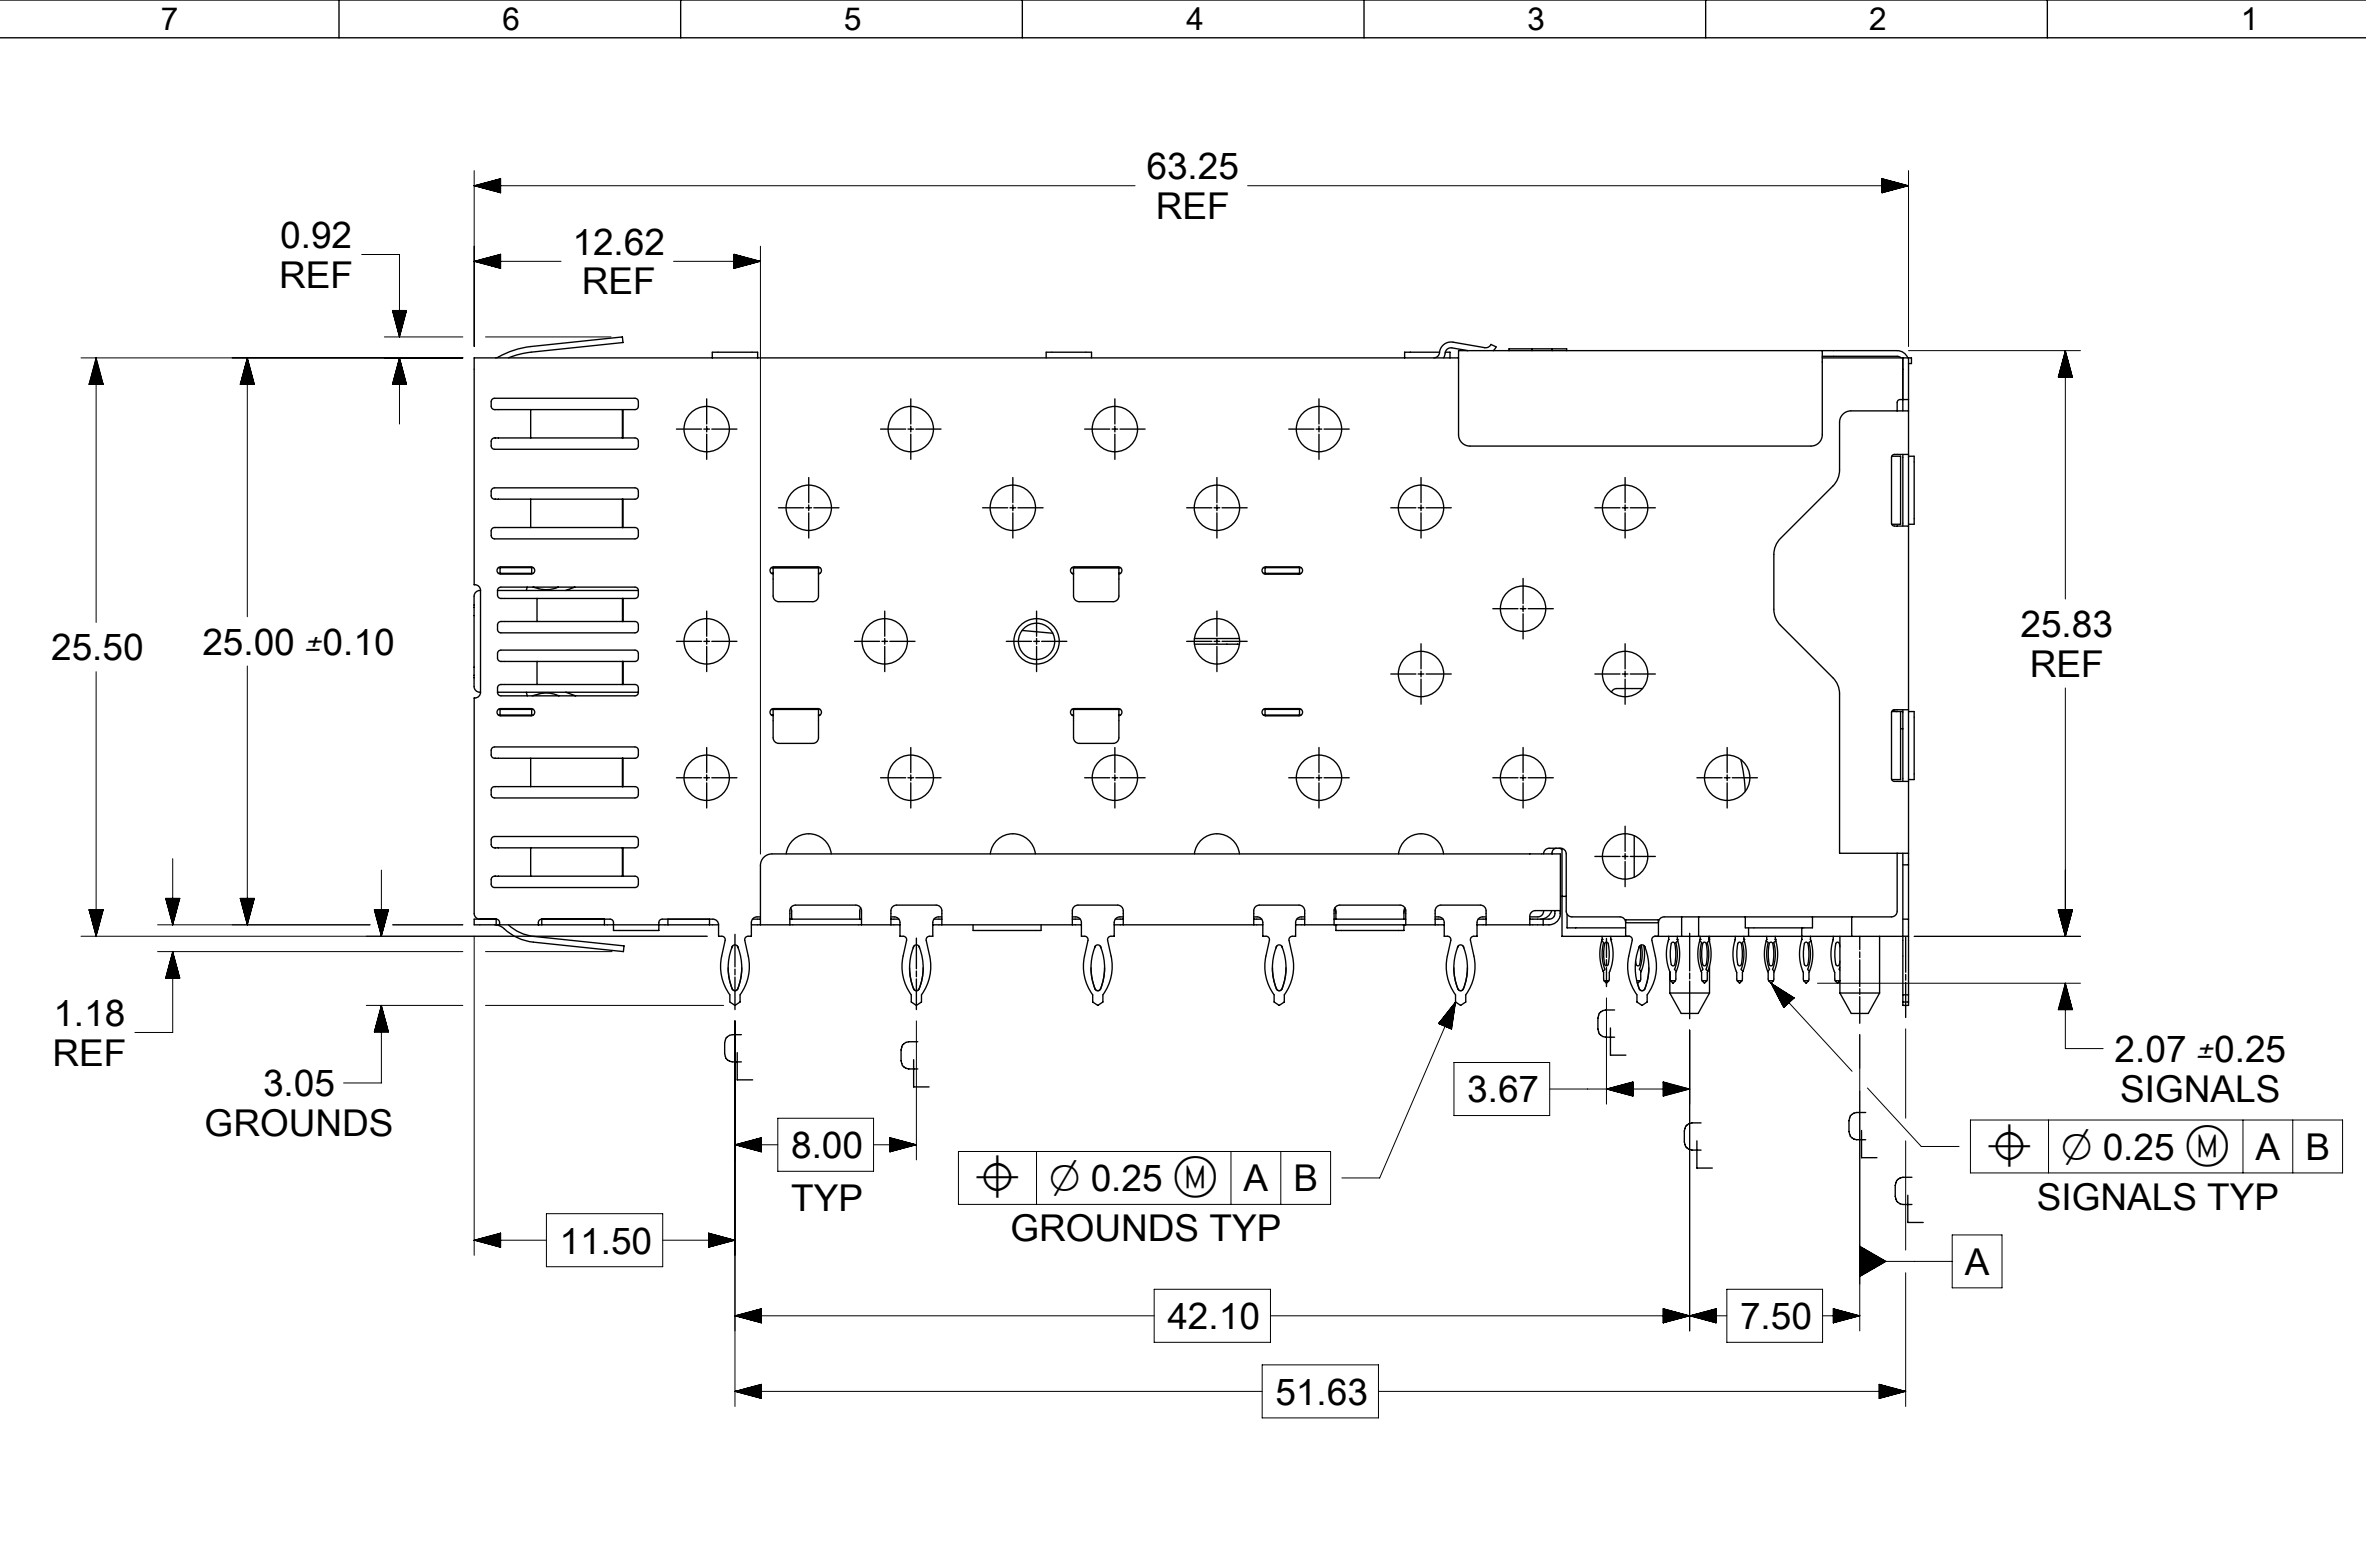 7 6 5 4 3 2 1
63.25
REF
0.92
REF
12.62
REF
25.50
25.00 ±0.10
25.83
REF
1.18
REF
3.05
GROUNDS
2.07 ±0.25
SIGNALS
3.67
8.00
TYP
⌖ ⌀ 0.25 Ⓜ A B
GROUNDS TYP
⌖ ⌀ 0.25 Ⓜ A B
SIGNALS TYP
11.50
A
42.10
7.50
51.63